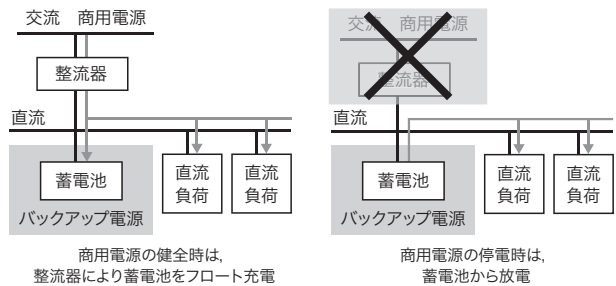 交流 商用電源
整流器
直流
蓄電池
直流
負荷
直流
負荷
バックアップ電源
商用電源の健全時は,
整流器により蓄電池をフロート充電
交流 商用電源
整流器
直流
蓄電池
直流
負荷
直流
負荷
バックアップ電源
商用電源の停電時は,
蓄電池から放電